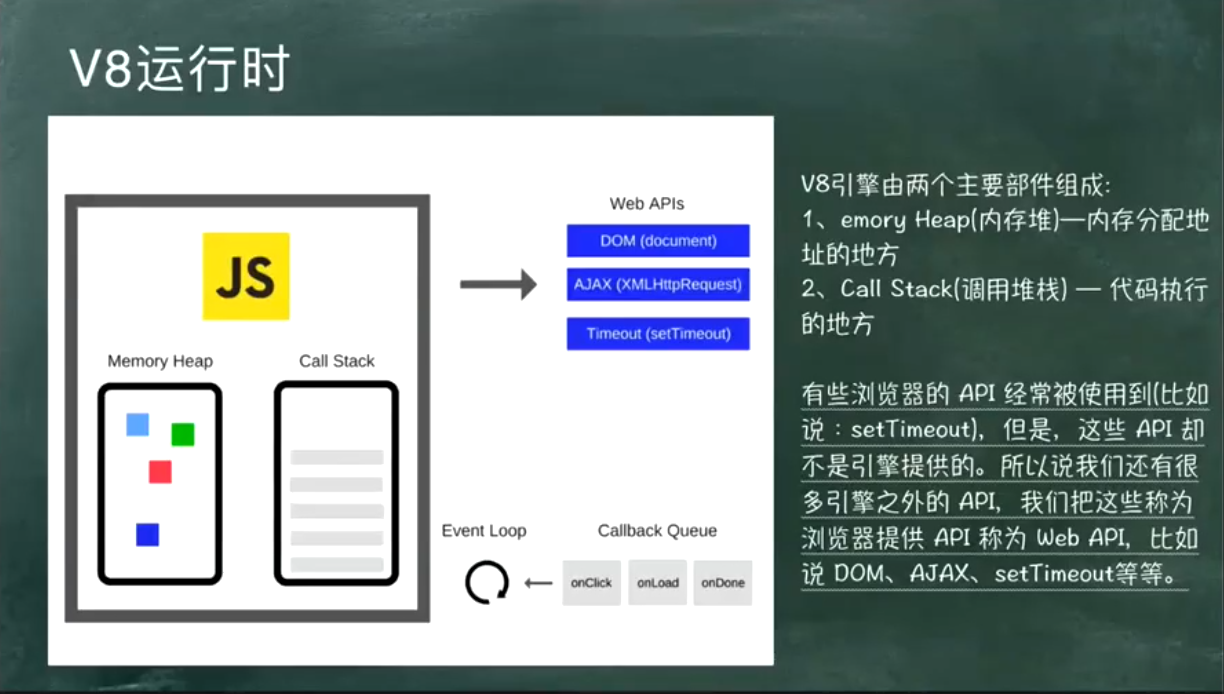 V8运行时
JS
Memory Heap
Call Stack
Web APIs
DOM (document)
AJAX (XMLHttpRequest)
Timeout (setTimeout)
Event Loop
Callback Queue
onClick
onLoad
onDone
V8引擎由两个主要部件组成:
1、emory Heap(内存堆)—内存分配地
址的地方
2、Call Stack(调用堆栈) — 代码执行
的地方
有些浏览器的 API 经常被使用到(比如
说：setTimeout)，但是，这些 API 却
不是引擎提供的。所以说我们还有很
多引擎之外的 API，我们把这些称为
浏览器提供 API 称为 Web API，比如
说 DOM、AJAX、setTimeout等等。